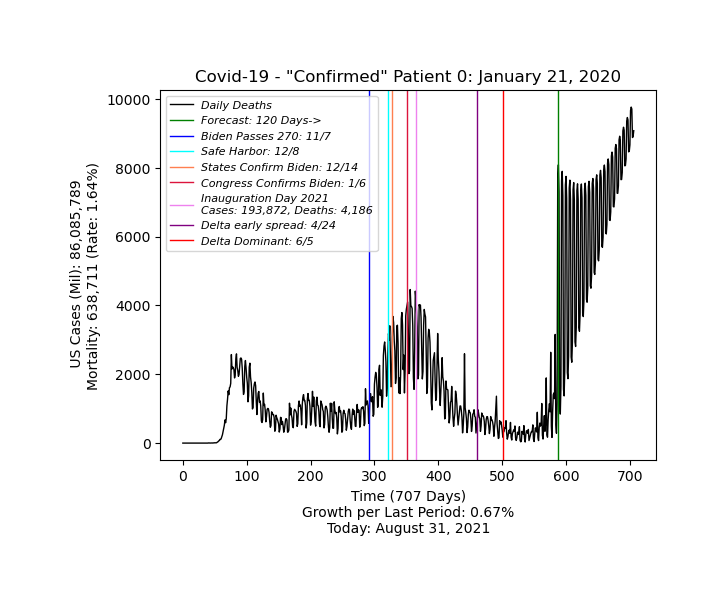 Covid-19 - "Confirmed" Patient 0: January 21, 2020
US Cases (Mil): 86,085,789
Mortality: 638,711 (Rate: 1.64%)
10000
8000
6000
4000
2000
0
Daily Deaths
Forecast: 120 Days->
Biden Passes 270: 11/7
Safe Harbor: 12/8
States Confirm Biden: 12/14
Congress Confirms Biden: 1/6
Inauguration Day 2021
Cases: 193,872, Deaths: 4,186
Delta early spread: 4/24
Delta Dominant: 6/5
0 100 200 300 400 500 600 700
Time (707 Days)
Growth per Last Period: 0.67%
Today: August 31, 2021